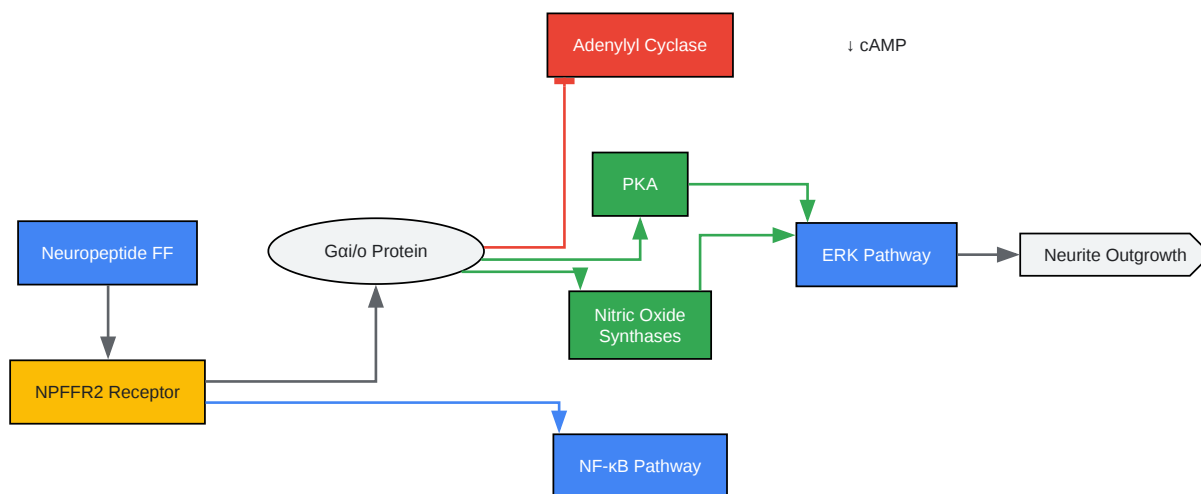 Adenylyl Cyclase
↓ cAMP
PKA
Neuropeptide FF
Gαi/o Protein
ERK Pathway
Neurite Outgrowth
Nitric Oxide
Synthases
NPFFR2 Receptor
NF-κB Pathway